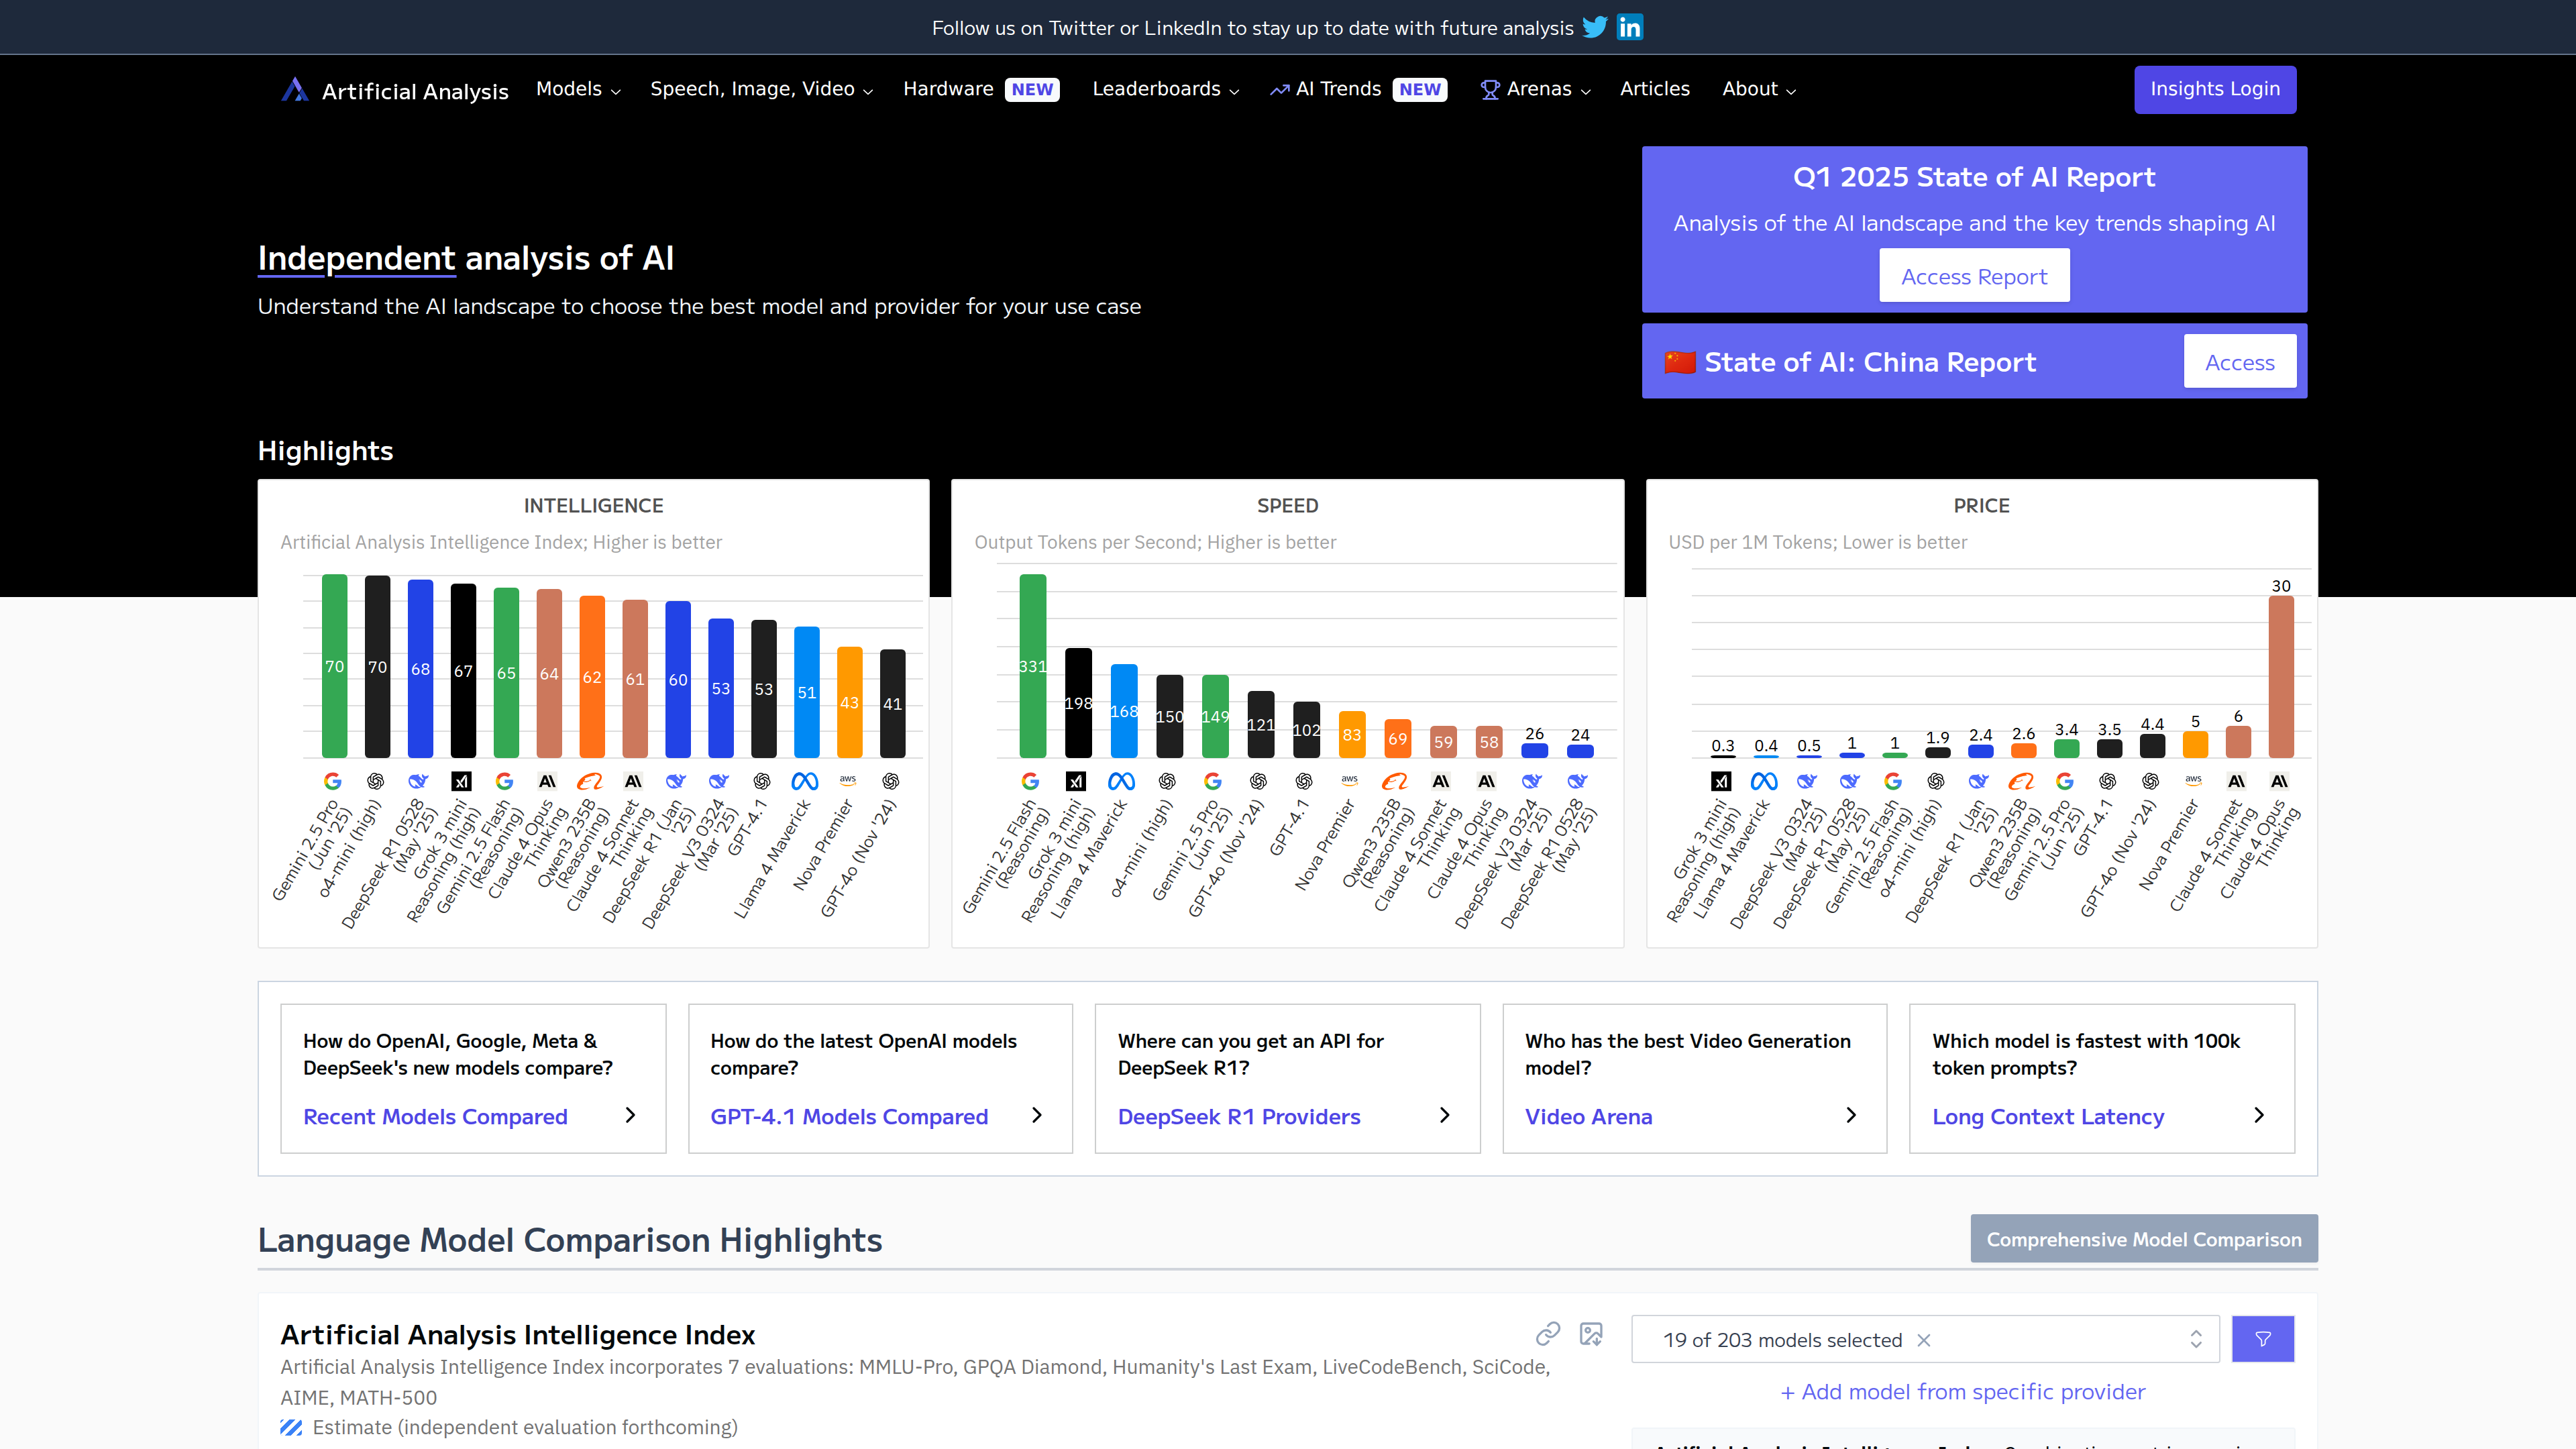 Follow us on Twitter or LinkedIn to stay up to date with future analysis
Artificial Analysis
Models
Speech, Image, Video
Hardware NEW
Leaderboards
AI Trends NEW
Arenas
Articles
About
Insights Login
Q1 2025 State of AI Report
Analysis of the AI landscape and the key trends shaping AI
Access Report
Independent analysis of AI
Understand the AI landscape to choose the best model and provider for your use case
🇨🇳 State of AI: China Report
Access
Highlights
INTELLIGENCE
Artificial Analysis Intelligence Index; Higher is better
70 70 68 67 65 64 62 61 60 53 53 51 43 41
aws
Gemini 2.5 Pro
(Jun '25)
o4-mini (high)
DeepSeek R1 0528
(May '25)
Grok 3 mini
Reasoning (high)
Gemini 2.5 Flash
(Reasoning)
Claude 4 Opus
Thinking
Qwen3 235B
(Reasoning)
Claude 4 Sonnet
Thinking
DeepSeek R1 (Jan
'25)
DeepSeek V3 0324
(Mar '25)
GPT-4.1
Llama 4 Maverick
Nova Premier
GPT-4o (Nov '24)
SPEED
Output Tokens per Second; Higher is better
331 198 168 150 149 121 102 83 69 59 58 26 24
aws
Gemini 2.5 Flash
(Reasoning)
Grok 3 mini
Reasoning (high)
Llama 4 Maverick
o4-mini (high)
Gemini 2.5 Pro
(Jun '25)
GPT-4o (Nov '24)
GPT-4.1
Nova Premier
Qwen3 235B
(Reasoning)
Claude 4 Sonnet
Thinking
Claude 4 Opus
Thinking
DeepSeek V3 0324
(Mar '25)
DeepSeek R1 0528
(May '25)
PRICE
USD per 1M Tokens; Lower is better
0.3 0.4 0.5 1 1 1.9 2.4 2.6 3.4 3.5 4.4 5 6 30
aws
Grok 3 mini
Reasoning (high)
Llama 4 Maverick
DeepSeek V3 0324
(Mar '25)
DeepSeek R1 0528
(May '25)
Gemini 2.5 Flash
(Reasoning)
o4-mini (high)
DeepSeek R1 (Jan
'25)
Qwen3 235B
(Reasoning)
Gemini 2.5 Pro
(Jun '25)
GPT-4.1
GPT-4o (Nov '24)
Nova Premier
Claude 4 Sonnet
Thinking
Claude 4 Opus
Thinking
How do OpenAI, Google, Meta &
DeepSeek's new models compare?
Recent Models Compared
How do the latest OpenAI models
compare?
GPT-4.1 Models Compared
Where can you get an API for
DeepSeek R1?
DeepSeek R1 Providers
Who has the best Video Generation
model?
Video Arena
Which model is fastest with 100k
token prompts?
Long Context Latency
Language Model Comparison Highlights
Comprehensive Model Comparison
Artificial Analysis Intelligence Index
Artificial Analysis Intelligence Index incorporates 7 evaluations: MMLU-Pro, GPQA Diamond, Humanity's Last Exam, LiveCodeBench, SciCode,
AIME, MATH-500
Estimate (independent evaluation forthcoming)
19 of 203 models selected
+ Add model from specific provider